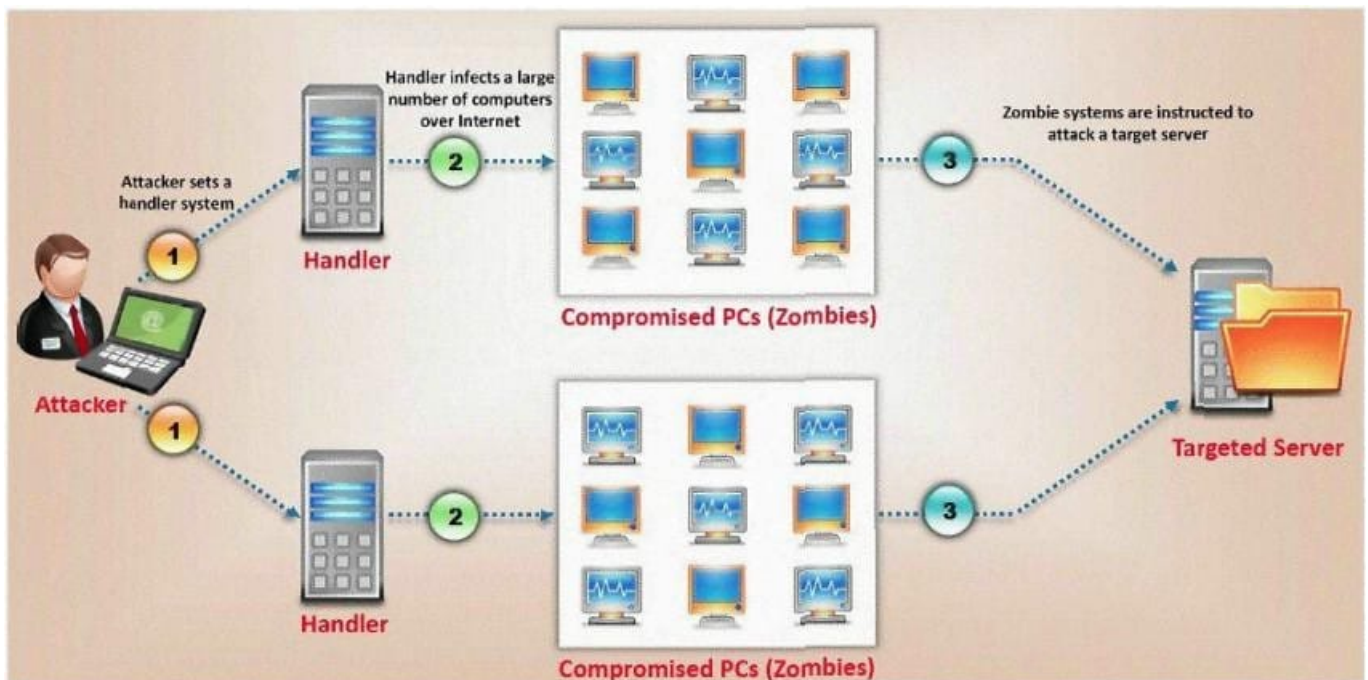 Handler infects a large
number of computers
over Internet
Zombie systems are instructed to
attack a target server
Attacker sets a
handler system
1
2
3
Handler
Compromised PCs (Zombies)
@
Attacker
1
2
3
Targeted Server
Handler
Compromised PCs (Zombies)